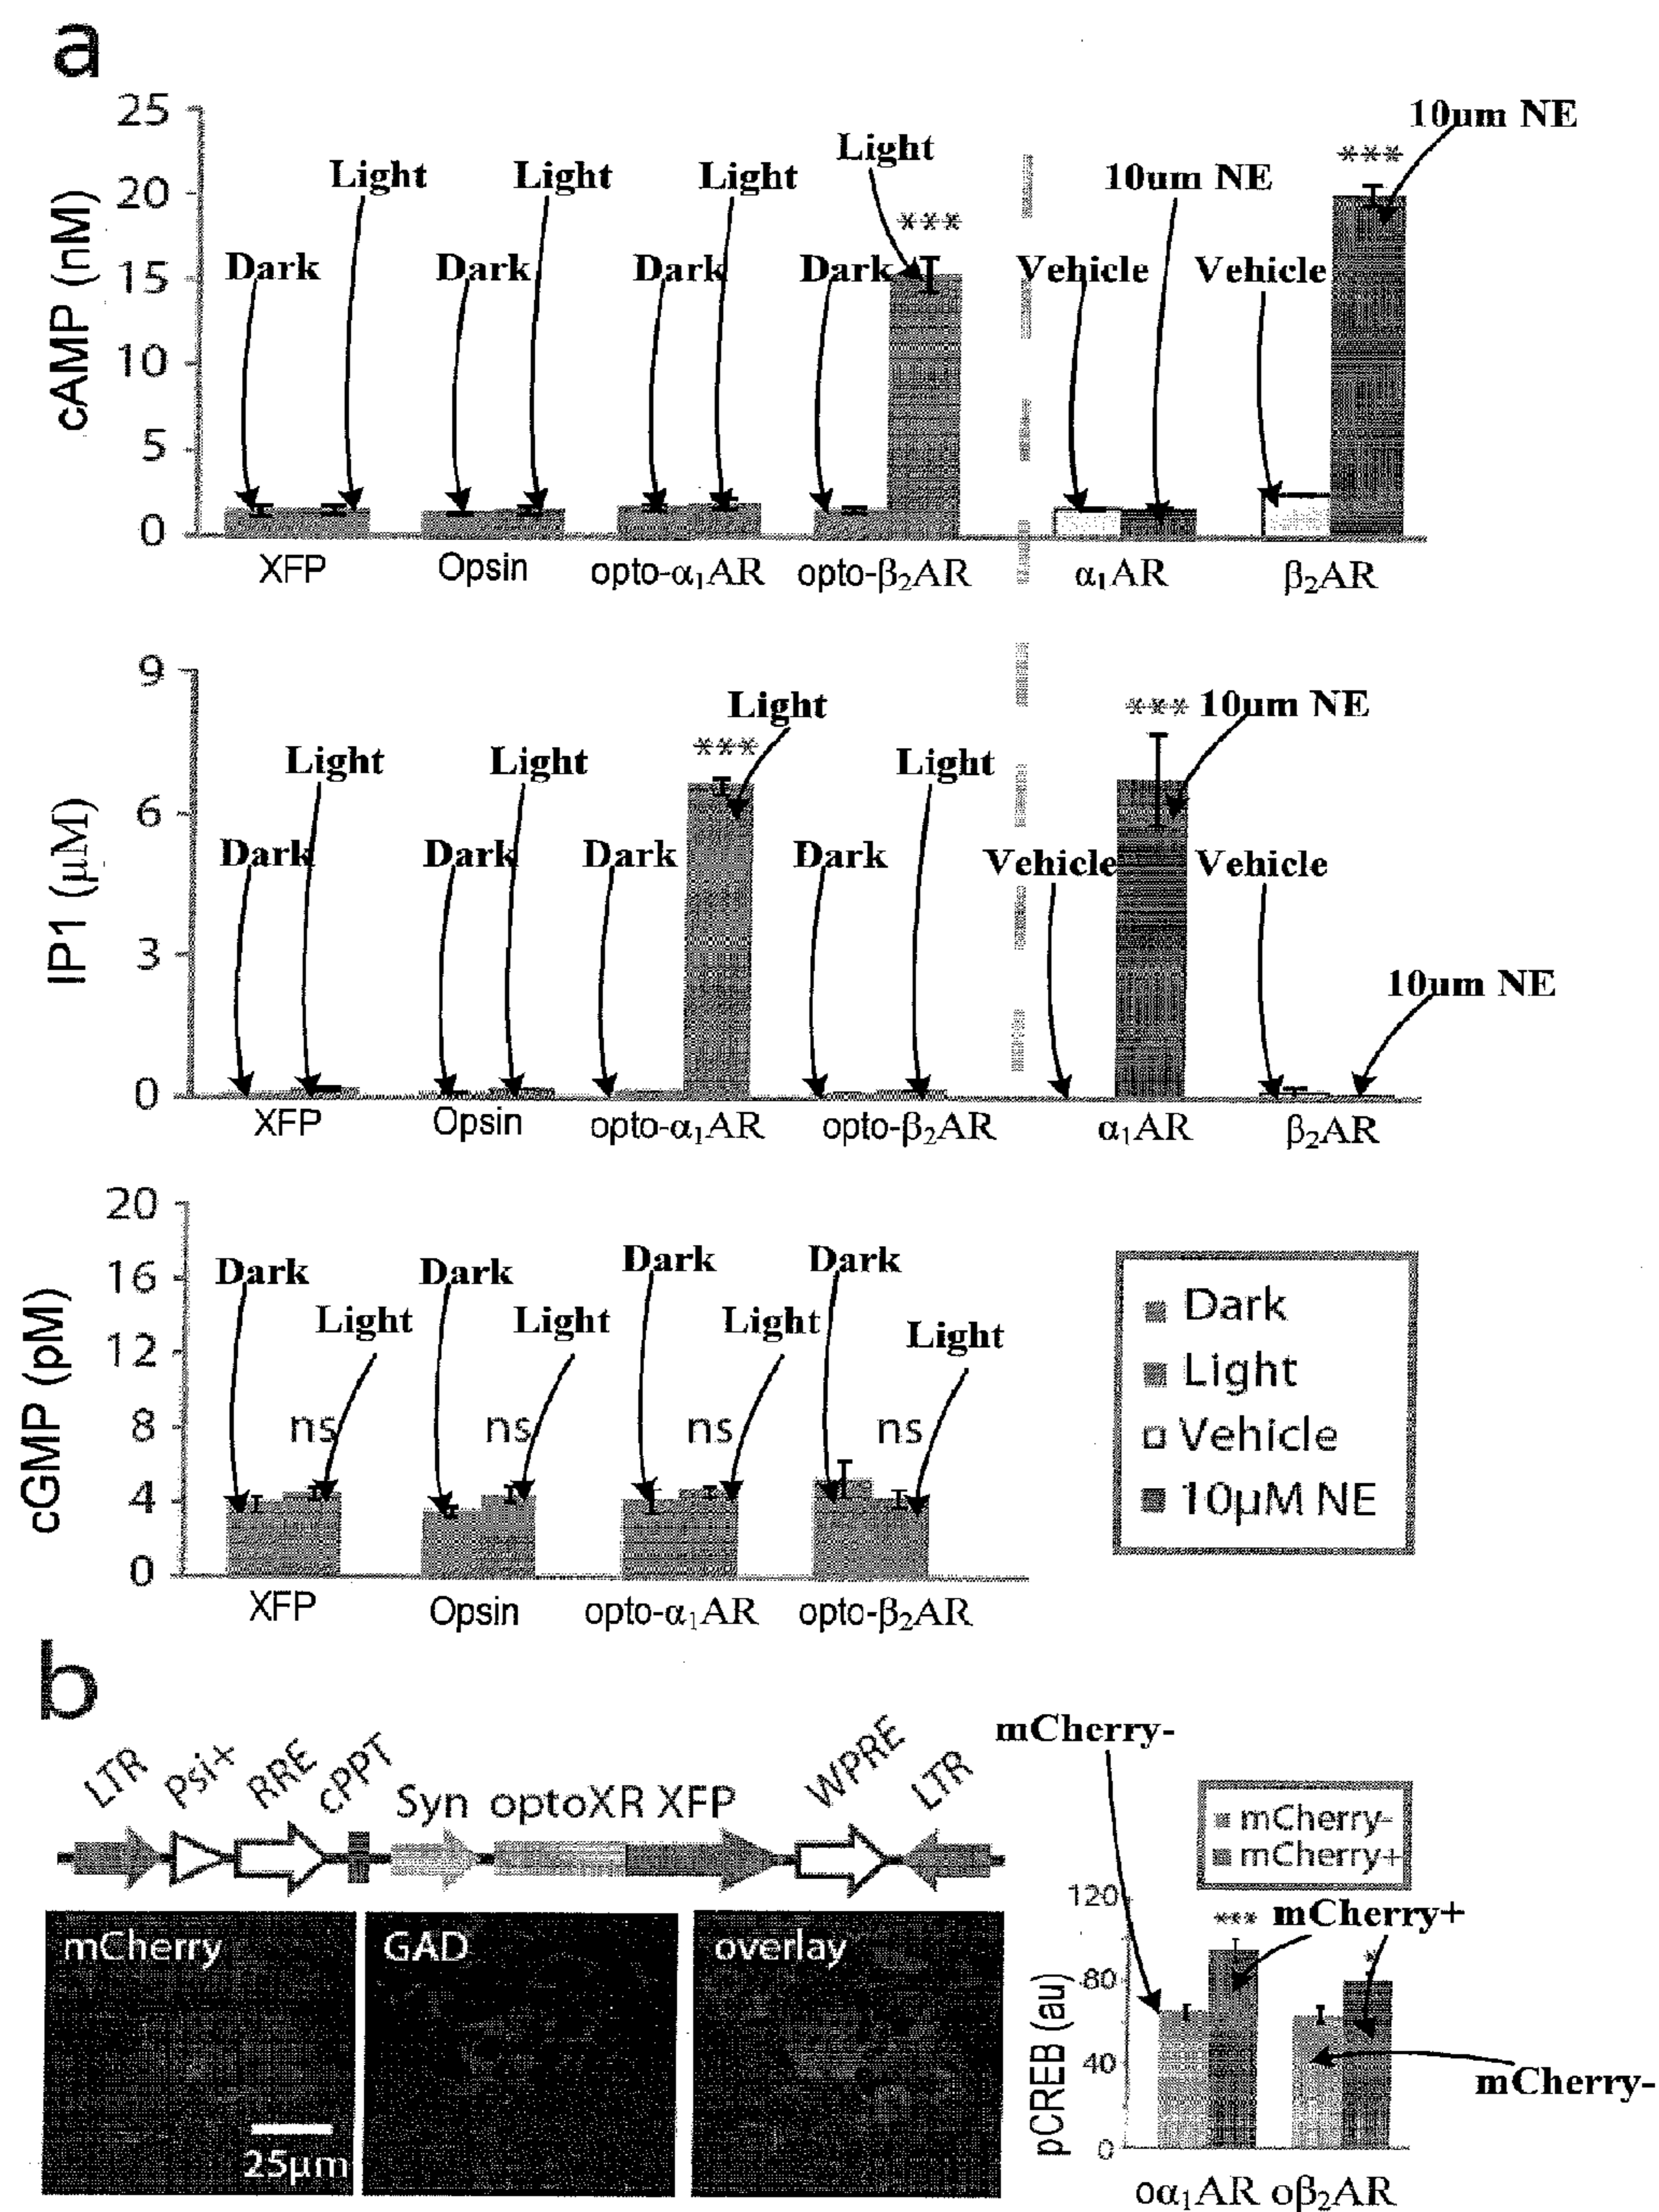 a
25
20
15
10
5
0
cAMP (nM)
Dark
Light
Dark
Light
Dark
Light
Dark
Light
***
Vehicle
10um NE
Vehicle
***
10um NE
XFP
Opsin
opto-α₁AR
opto-β₂AR
α₁AR
β₂AR
9
6
3
0
IP1 (μM)
Dark
Light
Dark
Light
Dark
***
Light
Dark
Light
Vehicle
***
10um NE
Vehicle
10um NE
XFP
Opsin
opto-α₁AR
opto-β₂AR
α₁AR
β₂AR
20
16
12
8
4
0
cGMP (pM)
Dark
Light
ns
Dark
Light
ns
Dark
Light
ns
Dark
Light
ns
XFP
Opsin
opto-α₁AR
opto-β₂AR
Dark
Light
Vehicle
10μM NE
b
LTR
Psi+
RRE
cPPT
Syn
optoXR
XFP
WPRE
LTR
mCherry
25μm
GAD
overlay
mCherry-
mCherry-
mCherry+
120
80
40
0
pCREB (au)
***
mCherry+
*
mCherry-
oα₁AR
oβ₂AR